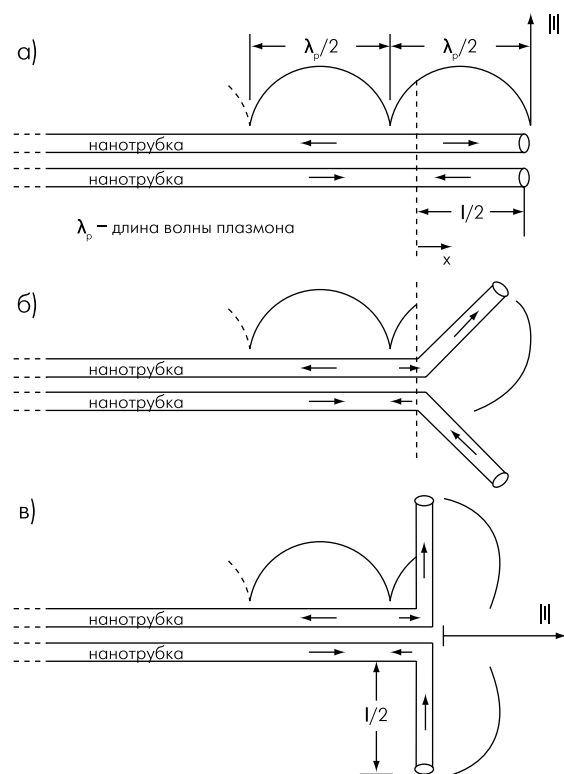 а)
λp/2
λp/2
|I|
нанотрубка
нанотрубка
l/2
λp – длина волны плазмона
x
б)
нанотрубка
нанотрубка
в)
нанотрубка
|I|
нанотрубка
l/2